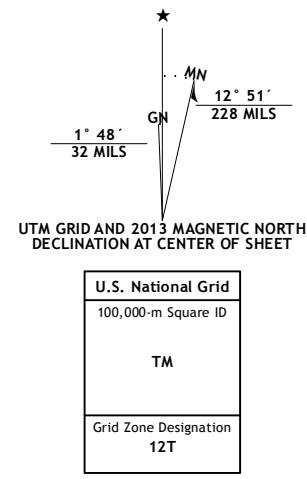 MN
GN
1° 48´
32 MILS
12° 51´
228 MILS
UTM GRID AND 2013 MAGNETIC NORTH
DECLINATION AT CENTER OF SHEET
U.S. National Grid
100,000-m Square ID
TM
Grid Zone Designation
12T